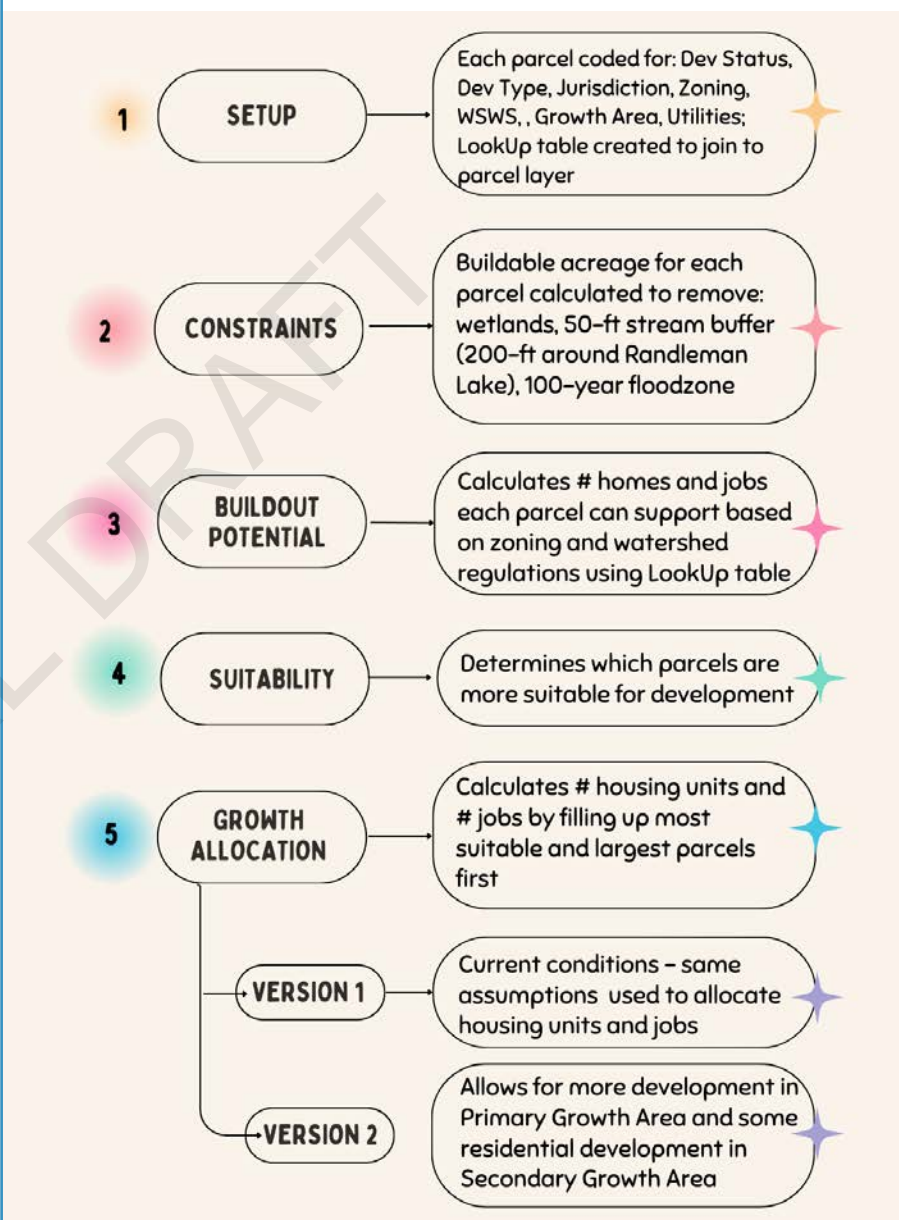 1
SETUP
Each parcel coded for: Dev Status,
Dev Type, Jurisdiction, Zoning,
WSWS, , Growth Area, Utilities;
LookUp table created to join to
parcel layer
2
CONSTRAINTS
Buildable acreage for each
parcel calculated to remove:
wetlands, 50-ft stream buffer
(200-ft around Randleman
Lake), 100-year floodzone
3
BUILDOUT
POTENTIAL
Calculates # homes and jobs
each parcel can support based
on zoning and watershed
regulations using LookUp table
4
SUITABILITY
Determines which parcels are
more suitable for development
5
GROWTH
ALLOCATION
Calculates # housing units and
# jobs by filling up most
suitable and largest parcels
first
VERSION 1
Current conditions - same
assumptions used to allocate
housing units and jobs
VERSION 2
Allows for more development in
Primary Growth Area and some
residential development in
Secondary Growth Area
L DRAFT